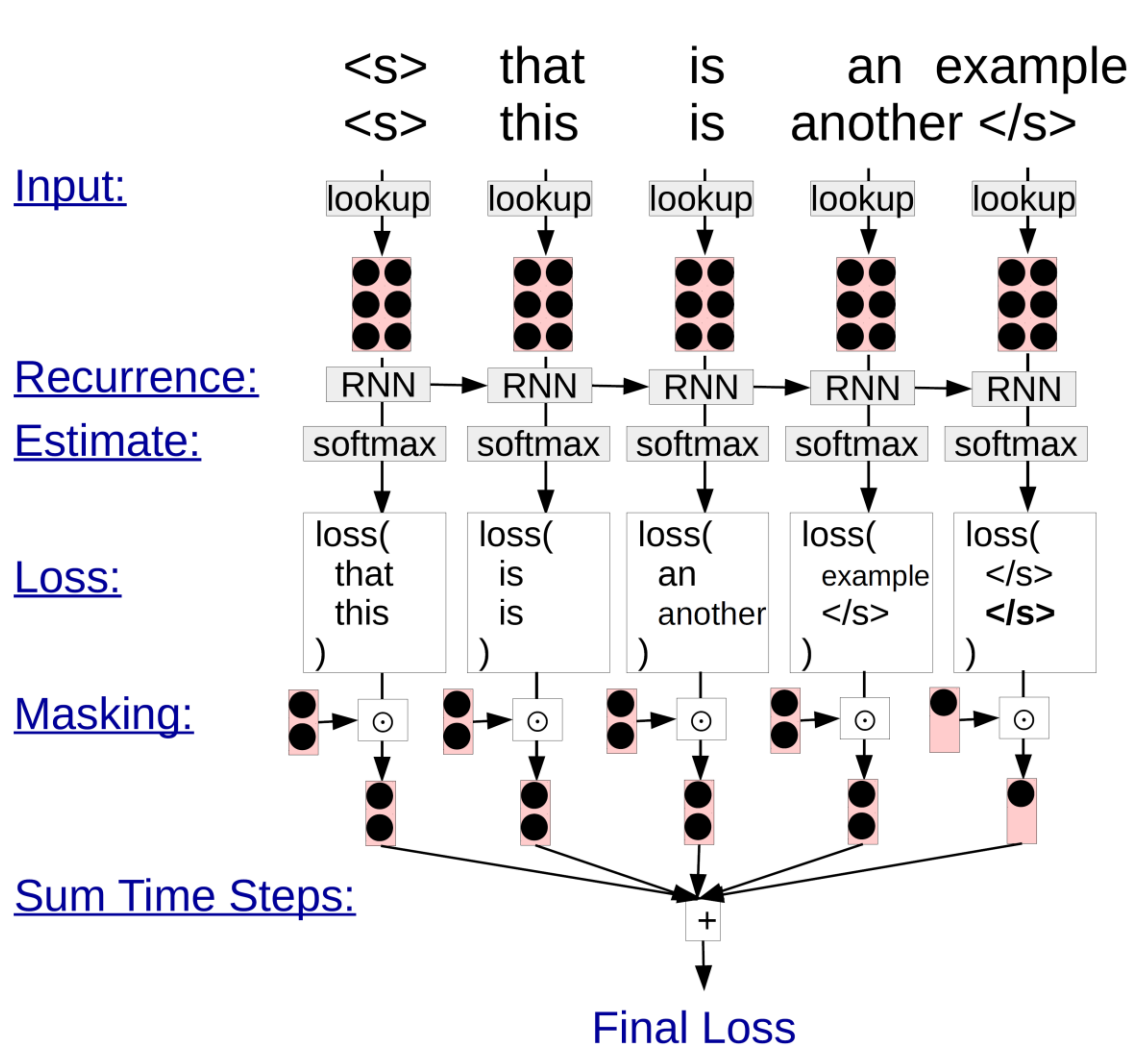 <s> that is an example
<s> this is another </s>
Input:
lookup lookup lookup lookup lookup
Recurrence:
RNN RNN RNN RNN RNN
Estimate:
softmax softmax softmax softmax softmax
Loss:
loss( loss( loss( loss( loss(
that is an example </s>
this is another </s> </s>
) ) ) ) )
Masking:
⊙ ⊙ ⊙ ⊙ ⊙
Sum Time Steps:
+
Final Loss